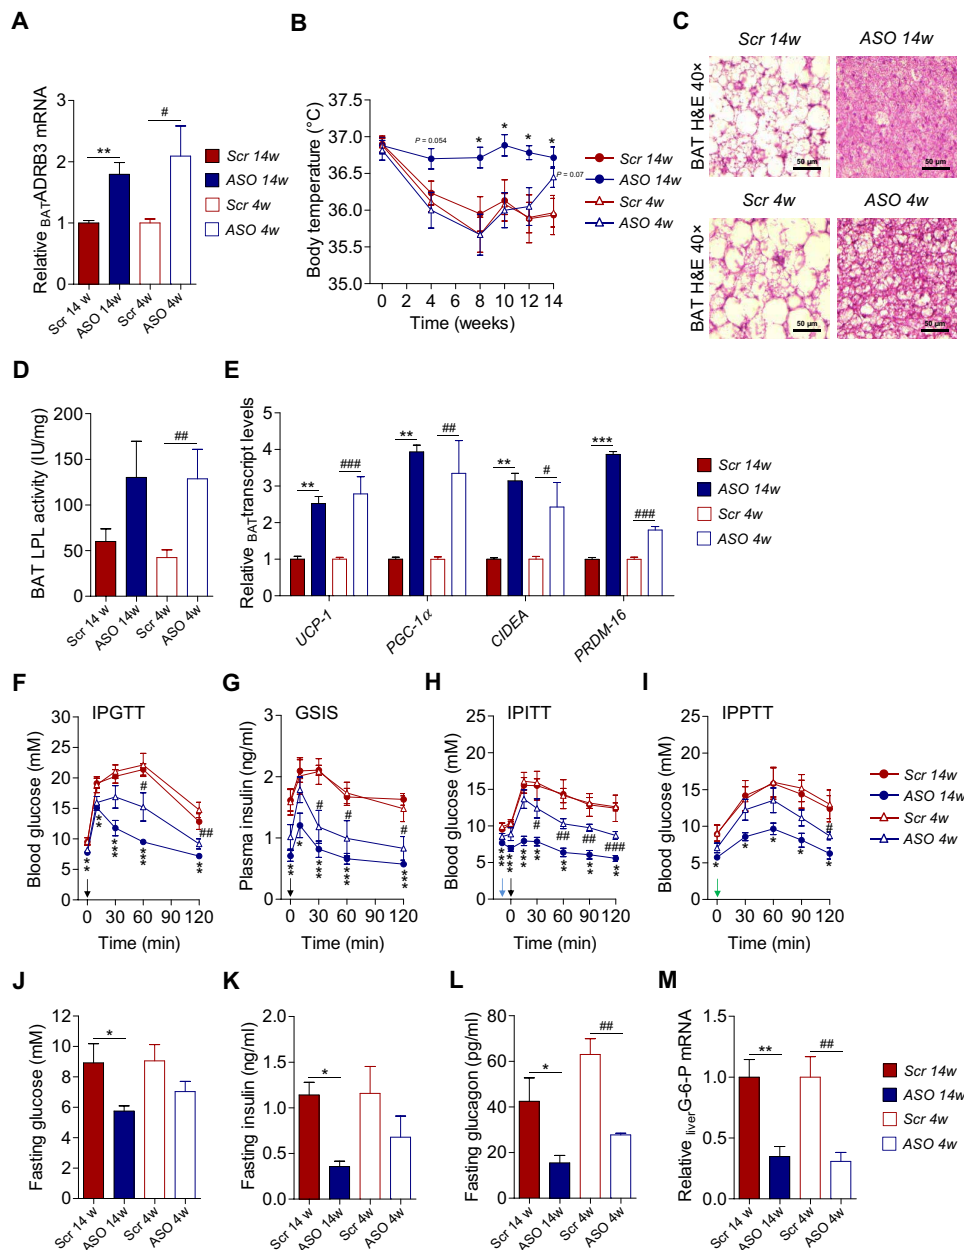 A
Relative BATADRB3 mRNA
3
2
1
0
**
#
Scr 14 w
ASO 14w
Scr 4w
ASO 4w
Scr 14w
ASO 14w
Scr 4w
ASO 4w
B
Body temperature (°C)
37.5
37.0
36.5
36.0
35.5
35.0
P = 0.054
*
*
*
*
P = 0.07
0 2 4 6 8 10 12 14
Time (weeks)
Scr 14w
ASO 14w
Scr 4w
ASO 4w
C
Scr 14w
ASO 14w
BAT H&E 40×
50 µm
50 µm
Scr 4w
ASO 4w
BAT H&E 40×
50 µm
50 µm
D
BAT LPL activity (IU/mg)
200
150
100
50
0
##
Scr 14 w
ASO 14w
Scr 4w
ASO 4w
E
Relative BATtranscript levels
5
4
3
2
1
0
**
###
**
##
**
#
***
###
UCP-1
PGC-1α
CIDEA
PRDM-16
Scr 14w
ASO 14w
Scr 4w
ASO 4w
F
IPGTT
Blood glucose (mM)
30
25
20
15
10
5
0
#
##
**
**
***
***
**
0 30 60 90 120
Time (min)
G
GSIS
Plasma insulin (ng/ml)
3
2
1
0
#
#
#
**
*
***
***
***
0 30 60 90 120
Time (min)
H
IPITT
Blood glucose (mM)
25
20
15
10
5
0
#
##
##
###
***
***
***
***
**
**
**
0 30 60 90 120
Time (min)
I
IPPTT
Blood glucose (mM)
25
20
15
10
5
0
#
#
*
*
*
*
*
0 30 60 90 120
Time (min)
Scr 14w
ASO 14w
Scr 4w
ASO 4w
J
Fasting glucose (mM)
12
10
8
6
4
2
0
*
Scr 14 w
ASO 14w
Scr 4w
ASO 4w
K
Fasting insulin (ng/ml)
2.0
1.5
1.0
0.5
0.0
*
Scr 14 w
ASO 14w
Scr 4w
ASO 4w
L
Fasting glucagon (pg/ml)
80
60
40
20
0
*
##
Scr 14 w
ASO 14w
Scr 4w
ASO 4w
M
Relative liverG-6-P mRNA
1.5
1.0
0.5
0.0
**
##
Scr 14 w
ASO 14w
Scr 4w
ASO 4w
Scr 14w
ASO 14w
Scr 4w
ASO 4w